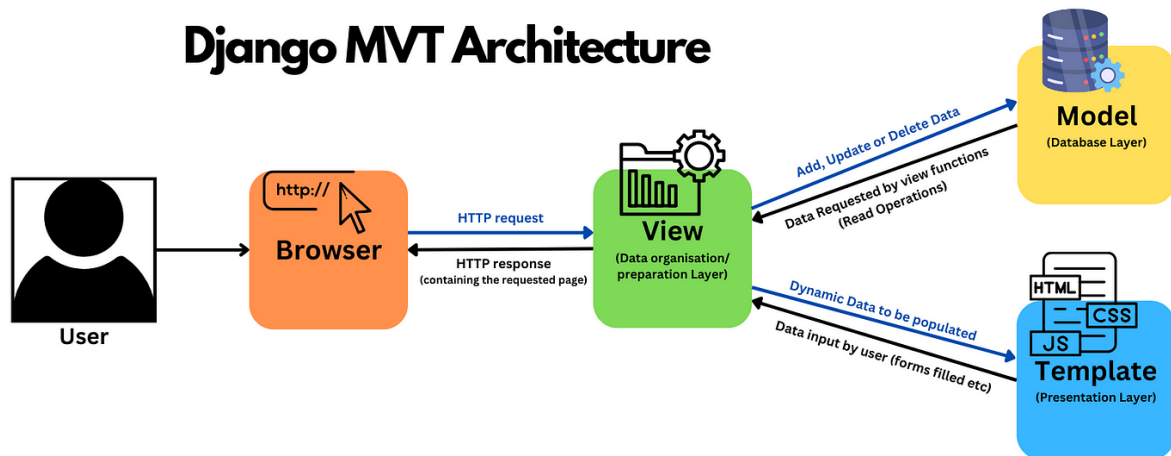 Django MVT Architecture
User
http://
Browser
HTTP request
HTTP response
(containing the requested page)
View
(Data organisation/
preparation Layer)
Add, Update or Delete Data
Data Requested by view functions
(Read Operations)
Model
(Database Layer)
Dynamic Data to be populated
Data input by user (forms filled etc)
HTML
CSS
JS
Template
(Presentation Layer)